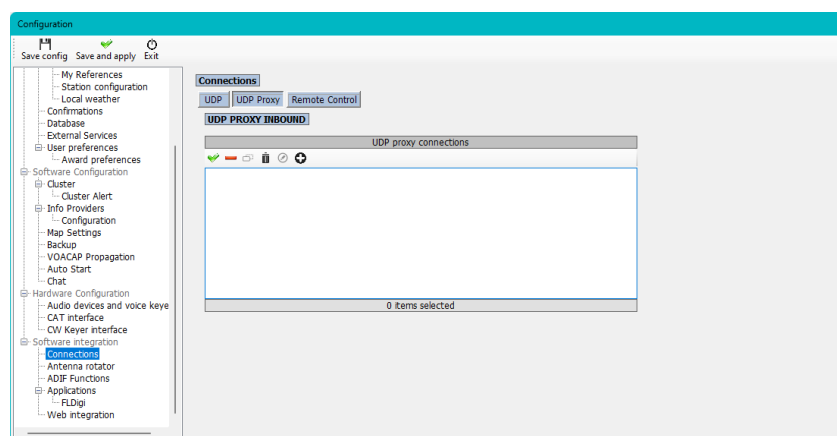 Configuration
Save config Save and apply Exit
My References
Station configuration
Local weather
Confirmations
Database
External Services
User preferences
Award preferences
Software Configuration
Cluster
Cluster Alert
Info Providers
Configuration
Map Settings
Backup
VOACAP Propagation
Auto Start
Chat
Hardware Configuration
Audio devices and voice keye
CAT interface
CW Keyer interface
Software integration
Connections
Antenna rotator
ADIF Functions
Applications
FLDigi
Web integration
Connections
UDP UDP Proxy Remote Control
UDP PROXY INBOUND
UDP proxy connections
0 items selected